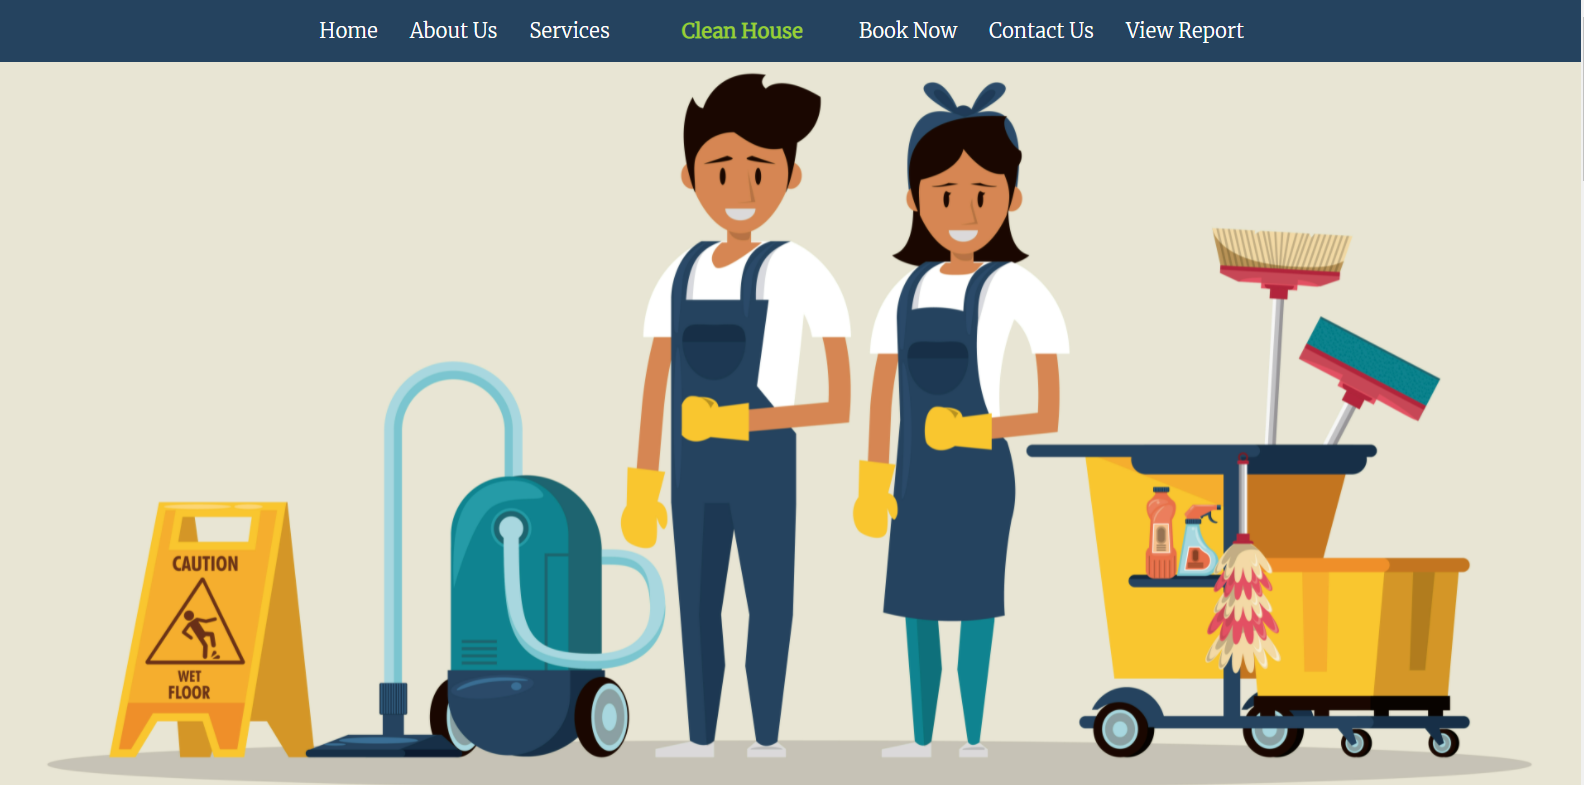 Home About Us Services Clean House Book Now Contact Us View Report
CAUTION
WET
FLOOR